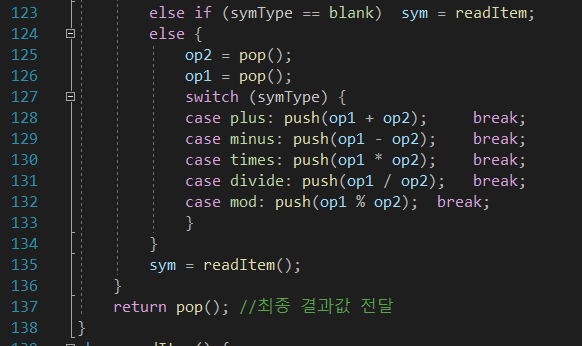 123 else if (symType == blank) sym = readItem;
124 else {
125 op2 = pop();
126 op1 = pop();
127 switch (symType) {
128 case plus: push(op1 + op2); break;
129 case minus: push(op1 - op2); break;
130 case times: push(op1 * op2); break;
131 case divide: push(op1 / op2); break;
132 case mod: push(op1 % op2); break;
133 }
134 }
135 sym = readItem();
136 }
137 return pop(); //최종 결과값 전달
138 }